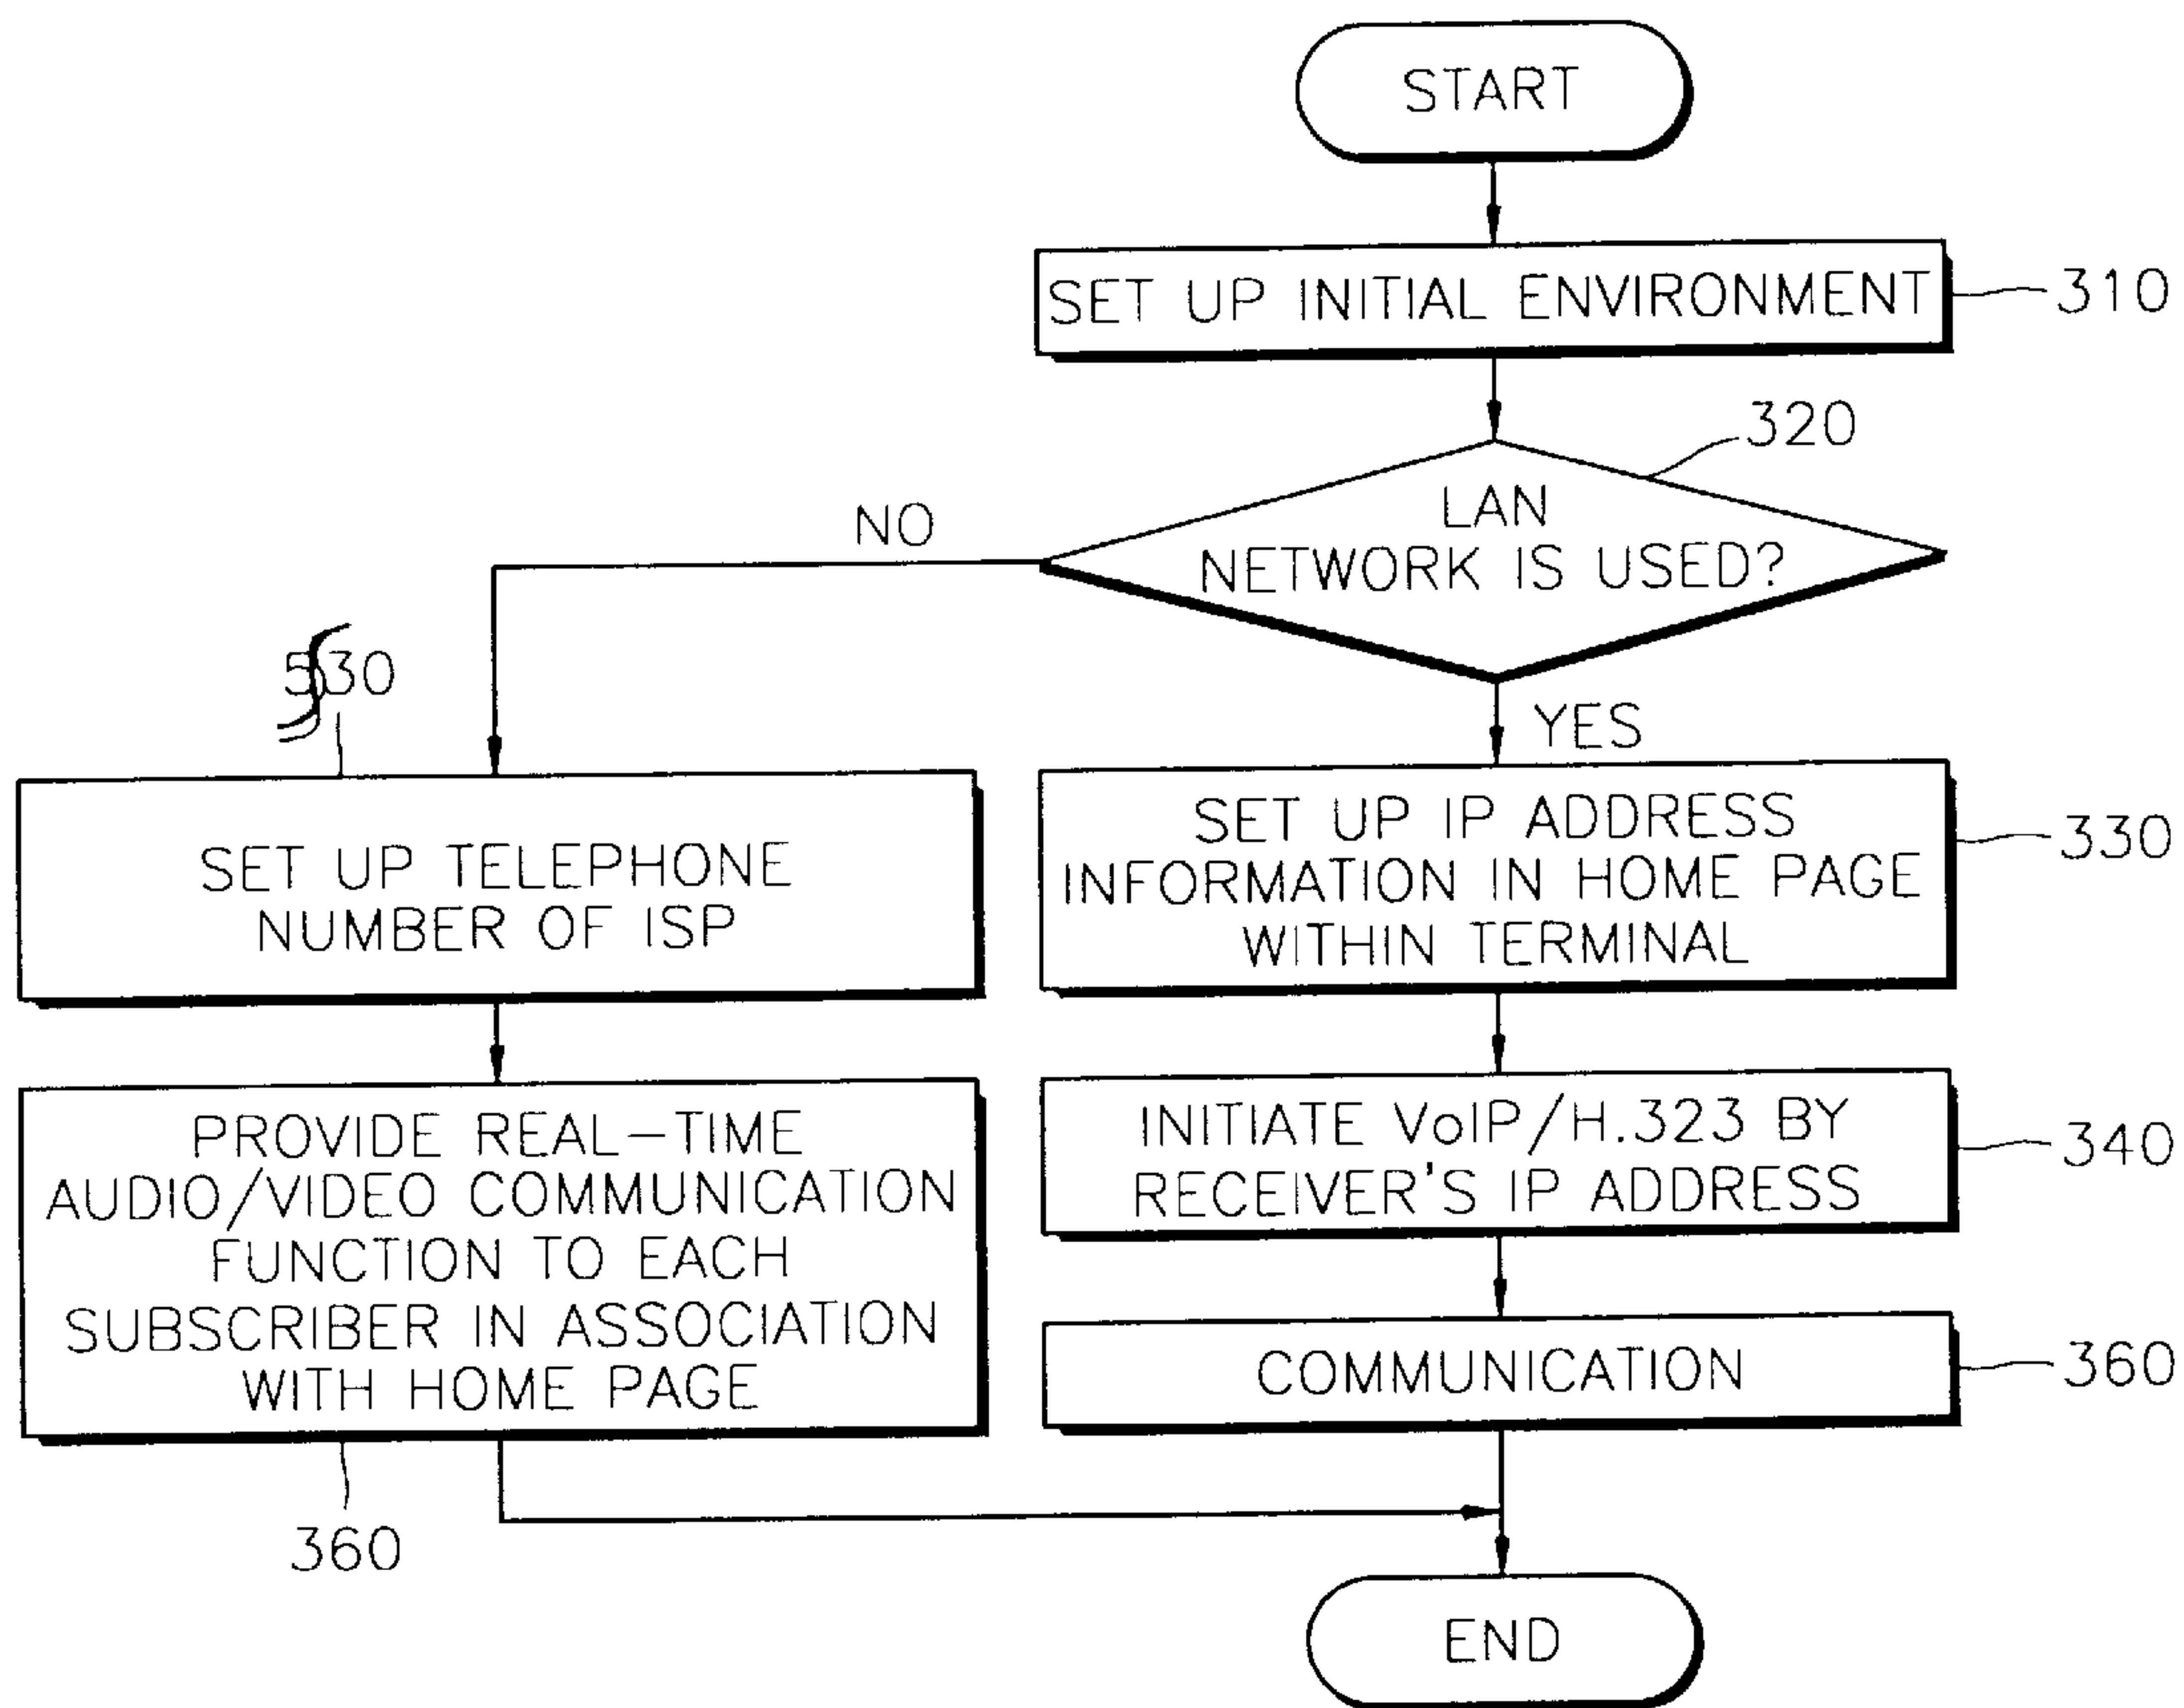 START
SET UP INITIAL ENVIRONMENT
310
320
LAN
NETWORK IS USED?
NO
YES
530
SET UP TELEPHONE
NUMBER OF ISP
SET UP IP ADDRESS
INFORMATION IN HOME PAGE
WITHIN TERMINAL
330
PROVIDE REAL-TIME
AUDIO/VIDEO COMMUNICATION
FUNCTION TO EACH
SUBSCRIBER IN ASSOCIATION
WITH HOME PAGE
360
INITIATE VoIP/H.323 BY
RECEIVER'S IP ADDRESS
340
COMMUNICATION
360
END